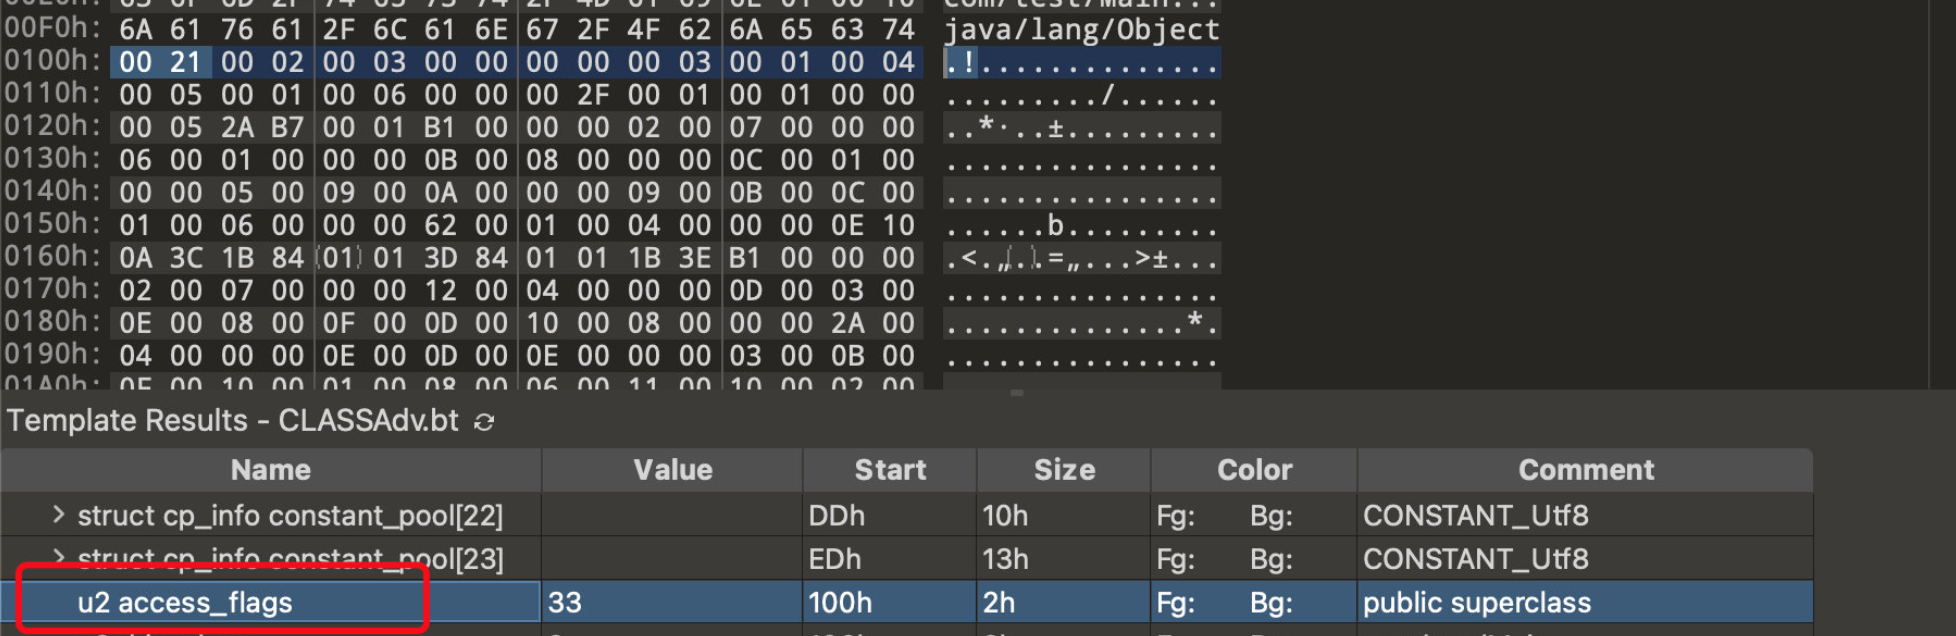 00F0h: 6A 61 76 61 2F 6C 61 6E 67 2F 4F 62 6A 65 63 74 java/lang/Object
0100h: 00 21 00 02 00 03 00 00 00 00 00 03 00 01 00 04 .!..............
0110h: 00 05 00 01 00 06 00 00 00 2F 00 01 00 01 00 00 ........./......
0120h: 00 05 2A B7 00 01 B1 00 00 00 02 00 07 00 00 00 ..*·..±.........
0130h: 06 00 01 00 00 00 0B 00 08 00 00 00 0C 00 01 00 ................
0140h: 00 00 05 00 09 00 0A 00 00 00 09 00 0B 00 0C 00 ................
0150h: 01 00 06 00 00 00 62 00 01 00 04 00 00 00 0E 10 ......b.........
0160h: 0A 3C 1B 84 01 01 3D 84 01 01 1B 3E B1 00 00 00 .<.„..=„...>±...
0170h: 02 00 07 00 00 00 12 00 04 00 00 00 0D 00 03 00 ................
0180h: 0E 00 08 00 0F 00 0D 00 10 00 08 00 00 00 2A 00 ..............*.
0190h: 04 00 00 00 0E 00 0D 00 0E 00 00 00 03 00 0B 00 ................
Template Results - CLASSAdv.bt
Name Value Start Size Color Comment
> struct cp_info constant_pool[22] DDh 10h Fg: Bg: CONSTANT_Utf8
> struct cp_info constant_pool[23] EDh 13h Fg: Bg: CONSTANT_Utf8
u2 access_flags 33 100h 2h Fg: Bg: public superclass